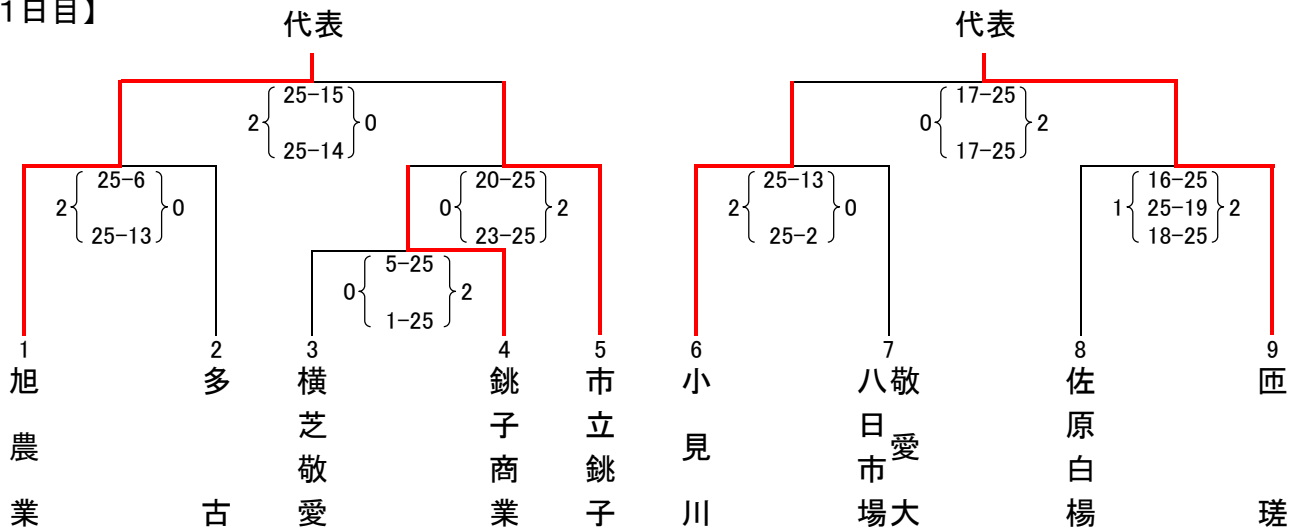 1日目】
代表
代表
25-15
2 0
25-14
17-25
0 2
17-25
25-6
2 0
25-13
20-25
0 2
23-25
25-13
2 0
25-2
16-25
1 25-19 2
18-25
5-25
0 2
1-25
1 2 3 4 5 6 7 8 9
旭農業
多古
横芝敬愛
銚子商業
市立銚子
小見川
敬愛大
八日市場
佐原白楊
匝瑳